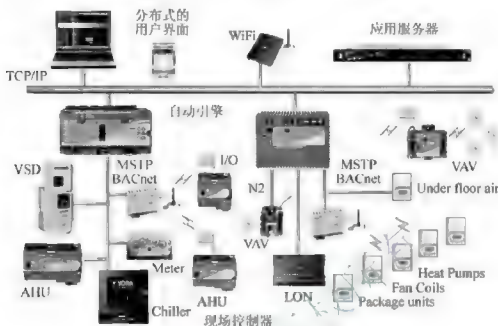 分布式的
用户界面
WiFi
应用服务器
TCP/IP
自动引擎
VSD
MSTP
BACnet
I/O
N2
MSTP
BACnet
VAV
Under floor air
VAV
AHU
Meter
Chiller
AHU
LON
Heat Pumps
Fan Coils
Package units
现场控制器